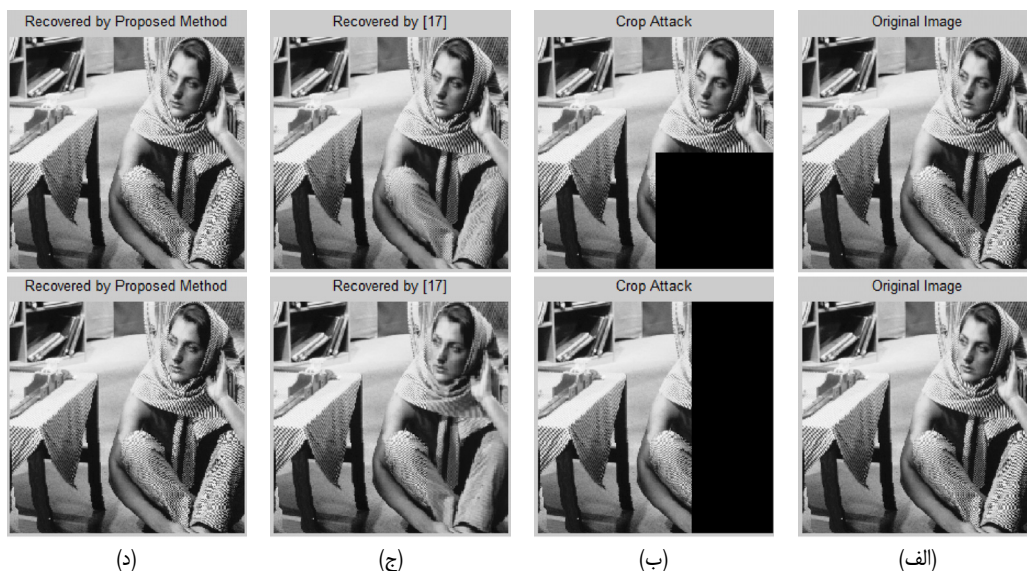 Recovered by Proposed Method Recovered by [17] Crop Attack Original Image
Recovered by Proposed Method Recovered by [17] Crop Attack Original Image
(د) (ج) (ب) (الف)